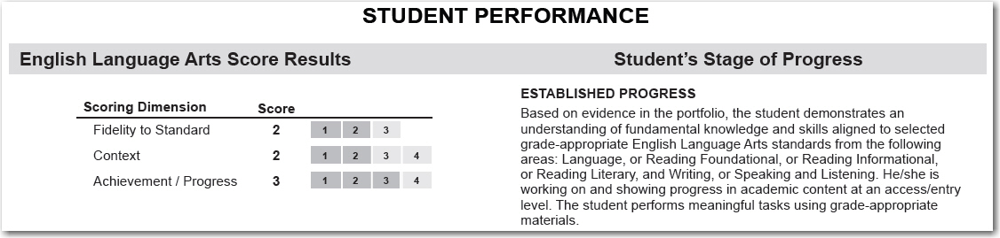 STUDENT PERFORMANCE
English Language Arts Score Results
Scoring Dimension Score
Fidelity to Standard 2 1 2 3
Context 2 1 2 3 4
Achievement / Progress 3 1 2 3 4
Student’s Stage of Progress
ESTABLISHED PROGRESS
Based on evidence in the portfolio, the student demonstrates an
understanding of fundamental knowledge and skills aligned to selected
grade-appropriate English Language Arts standards from the following
areas: Language, or Reading Foundational, or Reading Informational,
or Reading Literary, and Writing, or Speaking and Listening. He/she is
working on and showing progress in academic content at an access/entry
level. The student performs meaningful tasks using grade-appropriate
materials.